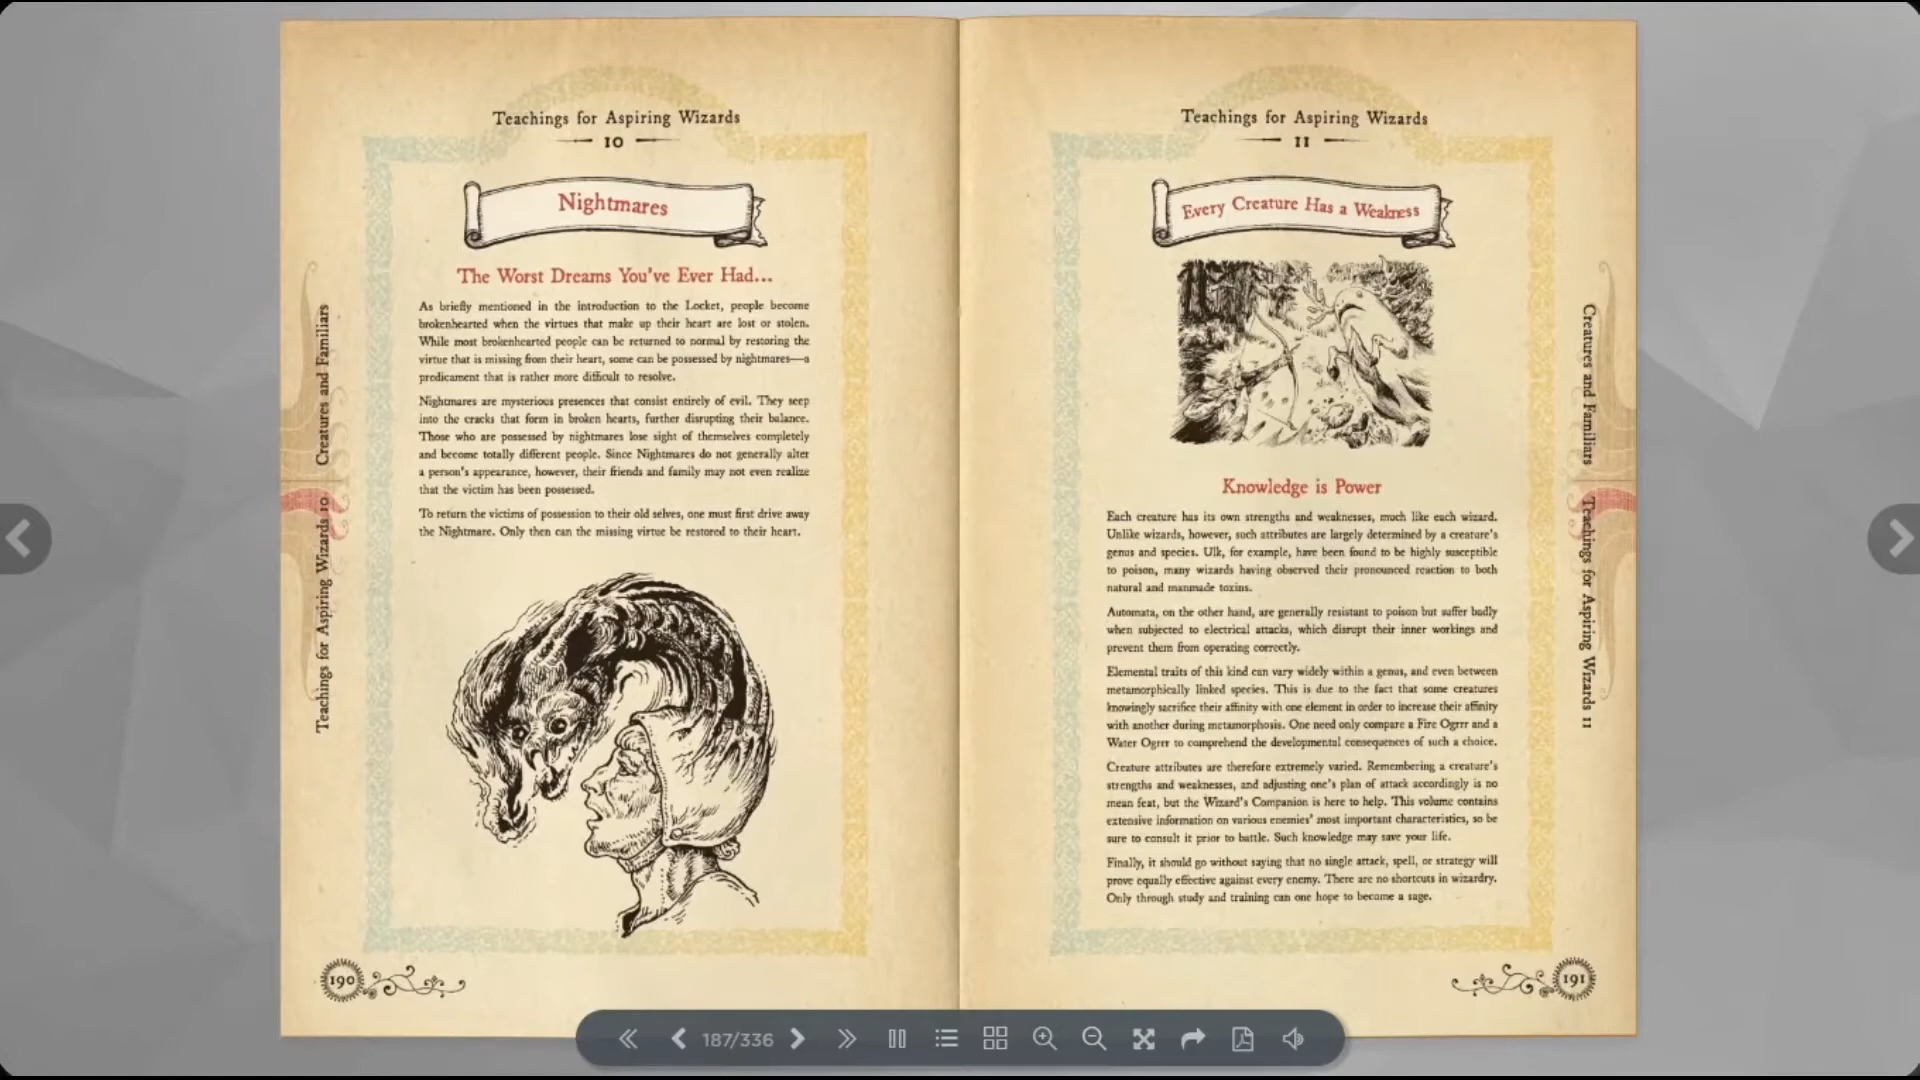 Teachings for Aspiring Wizards
10
Nightmares
The Worst Dreams You've Ever Had...
As briefly mentioned in the introduction to the Locket, people become
brokenhearted when the virtues that make up their heart are lost or stolen.
While most brokenhearted people can be returned to normal by restoring the
virtue that is missing from their heart, some can be possessed by nightmares—a
predicament that is rather more difficult to resolve.
Nightmares are mysterious presences that consist entirely of evil. They seep
into the cracks that form in broken hearts, further disrupting their balance.
Those who are possessed by nightmares lose sight of themselves completely
and become totally different people. Since Nightmares do not generally alter
a person's appearance, however, their friends and family may not even realize
that the victim has been possessed.
To return the victims of possession to their old selves, one must first drive away
the Nightmare. Only then can the missing virtue be restored to their heart.
Creatures and Familiars
Teachings for Aspiring Wizards 10
190
Teachings for Aspiring Wizards
11
Every Creature Has a Weakness
Knowledge is Power
Each creature has its own strengths and weaknesses, much like each wizard.
Unlike wizards, however, such attributes are largely determined by a creature's
genus and species. Ulk, for example, have been found to be highly susceptible
to poison, many wizards having observed their pronounced reaction to both
natural and manmade toxins.
Automata, on the other hand, are generally resistant to poison but suffer badly
when subjected to electrical attacks, which disrupt their inner workings and
prevent them from operating correctly.
Elemental traits of this kind can vary widely within a genus, and even between
metamorphically linked species. This is due to the fact that some creatures
knowingly sacrifice their affinity with one element in order to increase their affinity
with another during metamorphosis. One need only compare a Fire Ogrrr and a
Water Ogrrr to comprehend the developmental consequences of such a choice.
Creature attributes are therefore extremely varied. Remembering a creature's
strengths and weaknesses, and adjusting one's plan of attack accordingly is no
mean feat, but the Wizard's Companion is here to help. This volume contains
extensive information on various enemies' most important characteristics, so be
sure to consult it prior to battle. Such knowledge may save your life.
Finally, it should go without saying that no single attack, spell, or strategy will
prove equally effective against every enemy. There are no shortcuts in wizardry.
Only through study and training can one hope to become a sage.
Creatures and Familiars
Teachings for Aspiring Wizards 11
191
187/336